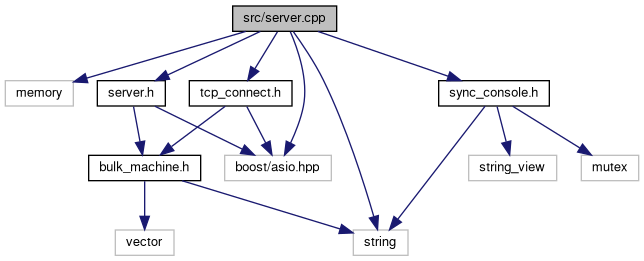 src/server.cpp
memory
server.h
tcp_connect.h
sync_console.h
bulk_machine.h
boost/asio.hpp
string_view
mutex
vector
string